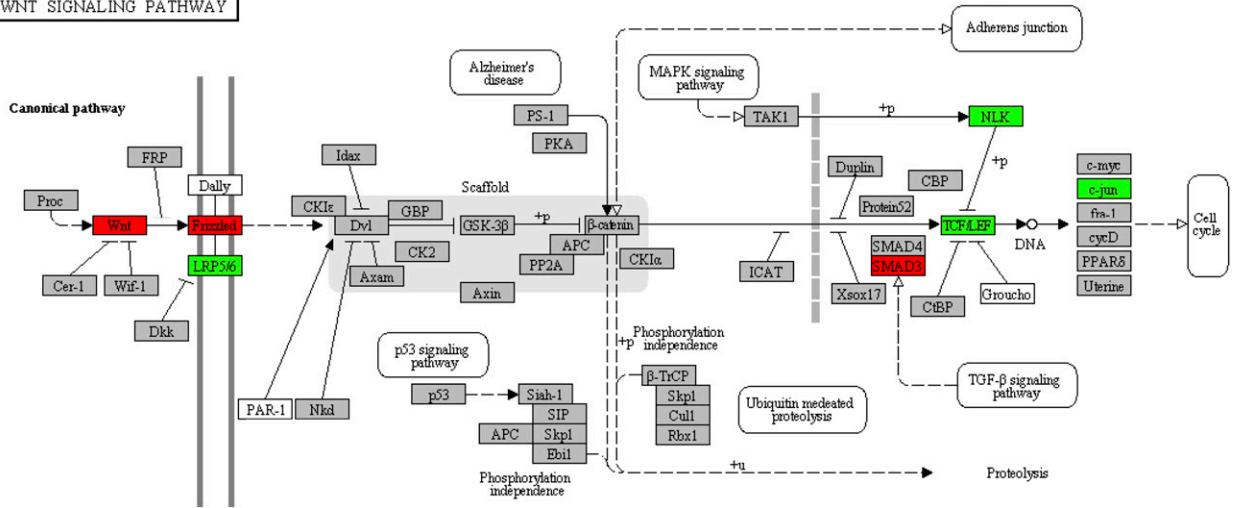 WNT SIGNALING PATHWAY
Adherens junction
Alzheimer's
disease
MAPK signaling
pathway
Canonical pathway
PS-1
TAK1
+p
NLK
PKA
FRP
Idax
+p
Duplin
c-myc
Dally
Scaffold
CBP
c-jun
Proc
CKIε
GBP
Protein52
fra-1
Wnt
Frizzled
Dvl
GSK-3β
+p
β-catenin
TCF/LEF
DNA
Cell
cycle
cycD
LRP5/6
CK2
APC
PP2A
CKIα
SMAD4
SMAD3
ICAT
PPARδ
Cer-1
Wif-1
Axam
Axin
Xsox17
CtBP
Groucho
Uterine
Dkk
p53 signaling
pathway
+p
Phosphorylation
independence
TGF-β signaling
pathway
PAR-1
Nkd
p53
Siah-1
β-TrCP
SIP
Skp1
Cul1
Ubiquitin medeated
proteolysis
APC
Skp1
Rbx1
Ebi1
+u
Proteolysis
Phosphorylation
independence